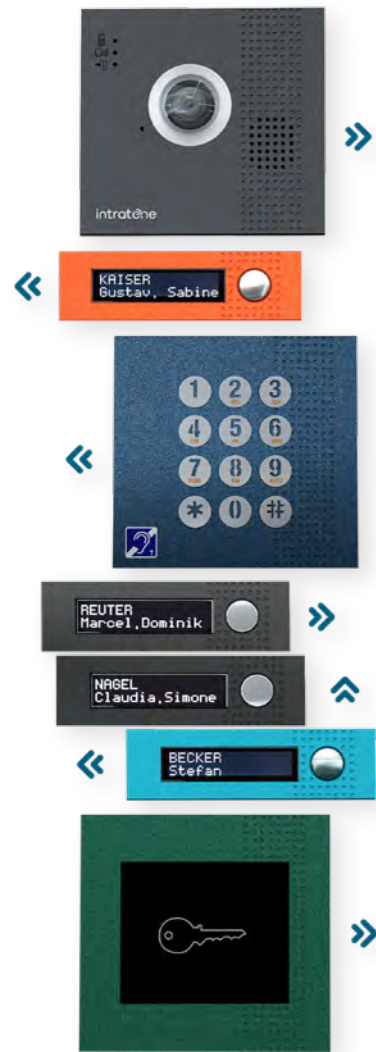 intratone
KAISER
Gustav, Sabine
1 2 3
4 5 6
7 8 9
* 0 #
T
REUTER
Marcel,Dominik
NAGEL
Claudia,Simone
BECKER
Stefan